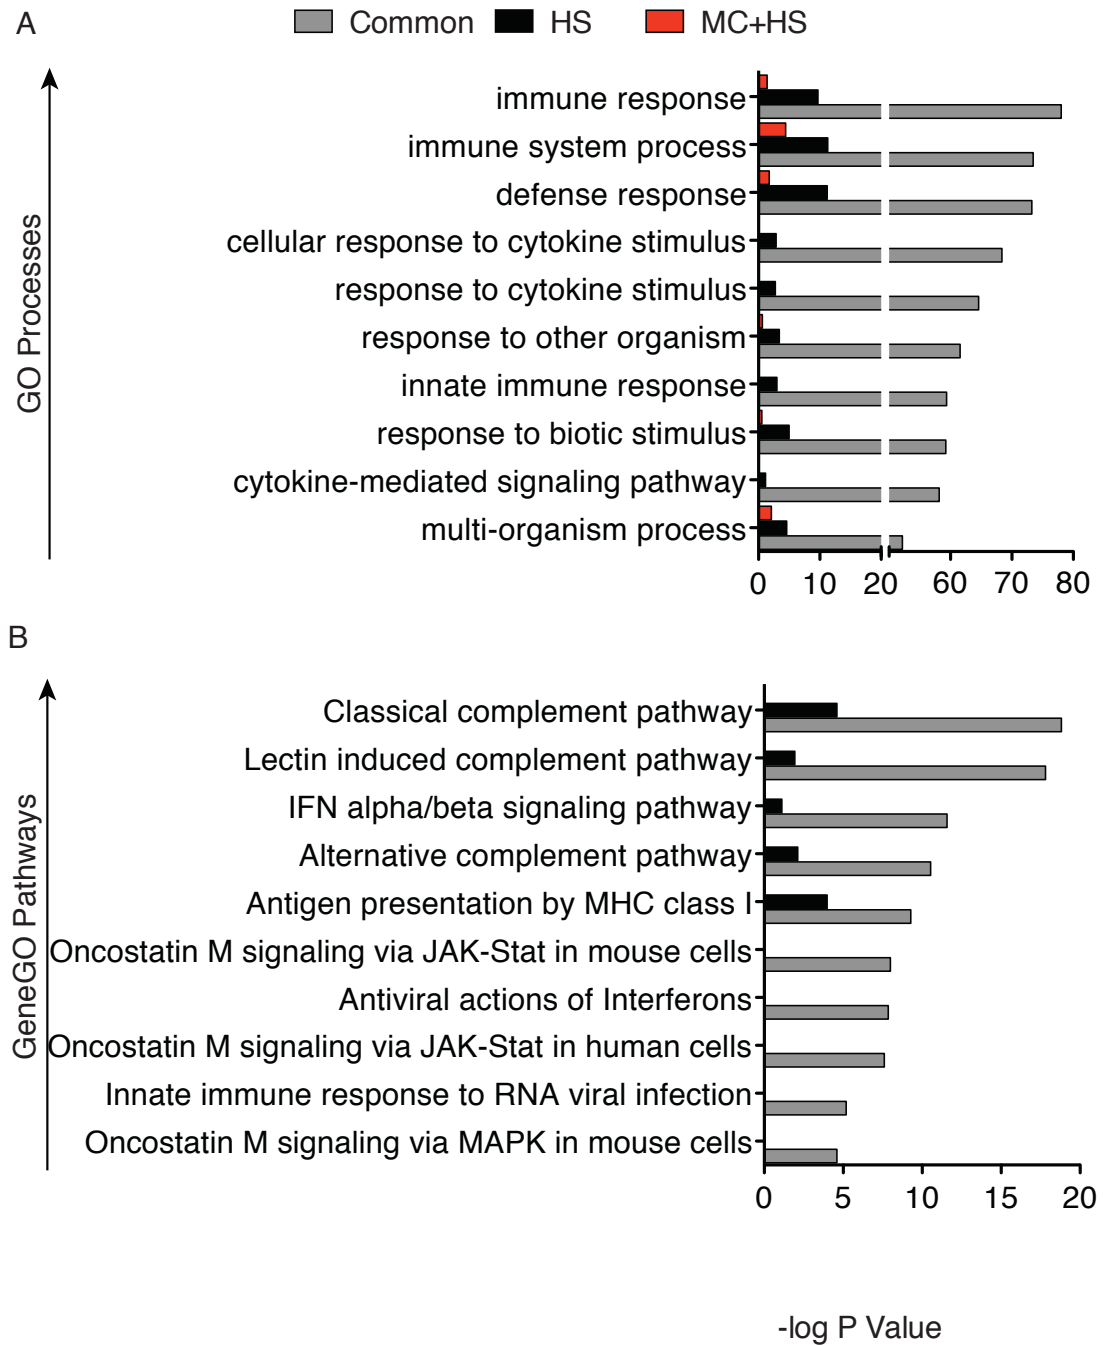 A
Common HS MC+HS
GO Processes
immune response
immune system process
defense response
cellular response to cytokine stimulus
response to cytokine stimulus
response to other organism
innate immune response
response to biotic stimulus
cytokine-mediated signaling pathway
multi-organism process
0 10 20 60 70 80
B
GeneGO Pathways
Classical complement pathway
Lectin induced complement pathway
IFN alpha/beta signaling pathway
Alternative complement pathway
Antigen presentation by MHC class I
Oncostatin M signaling via JAK-Stat in mouse cells
Antiviral actions of Interferons
Oncostatin M signaling via JAK-Stat in human cells
Innate immune response to RNA viral infection
Oncostatin M signaling via MAPK in mouse cells
0 5 10 15 20
-log P Value